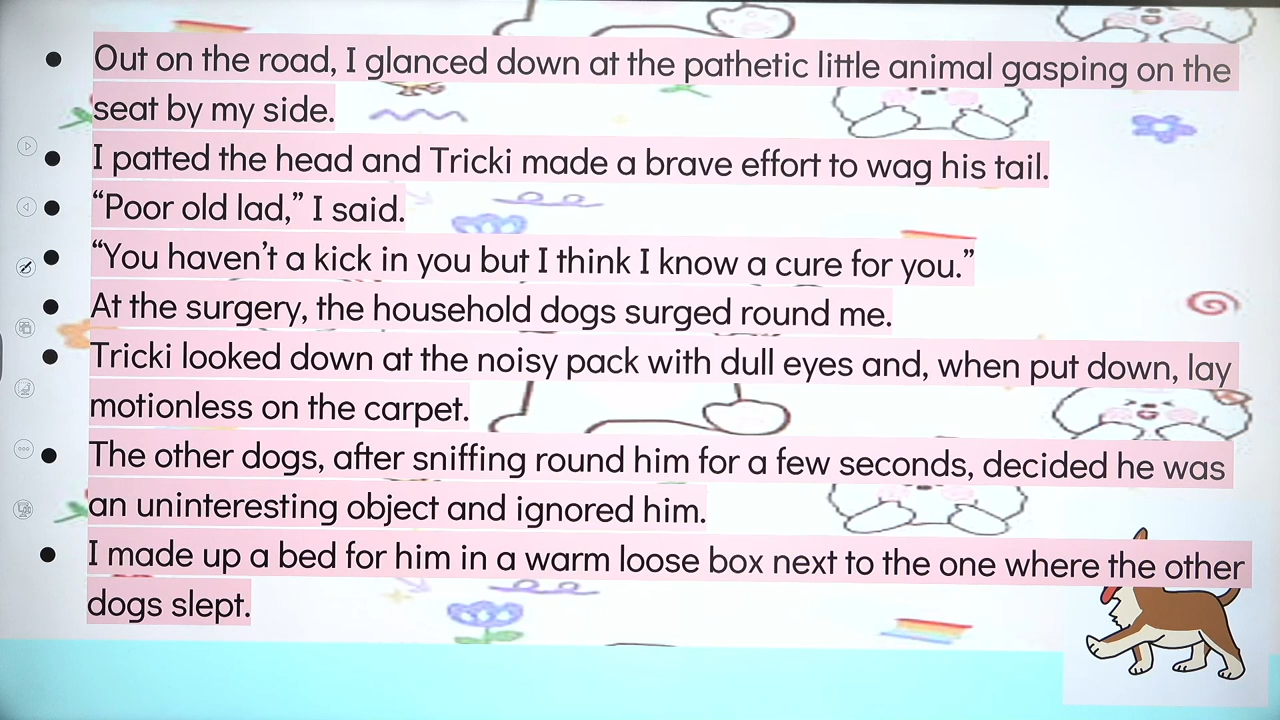 • Out on the road, I glanced down at the pathetic little animal gasping on the
seat by my side.
• I patted the head and Tricki made a brave effort to wag his tail.
• “Poor old lad,” I said.
• “You haven’t a kick in you but I think I know a cure for you.”
• At the surgery, the household dogs surged round me.
• Tricki looked down at the noisy pack with dull eyes and, when put down, lay
motionless on the carpet.
• The other dogs, after sniffing round him for a few seconds, decided he was
an uninteresting object and ignored him.
• I made up a bed for him in a warm loose box next to the one where the other
dogs slept.